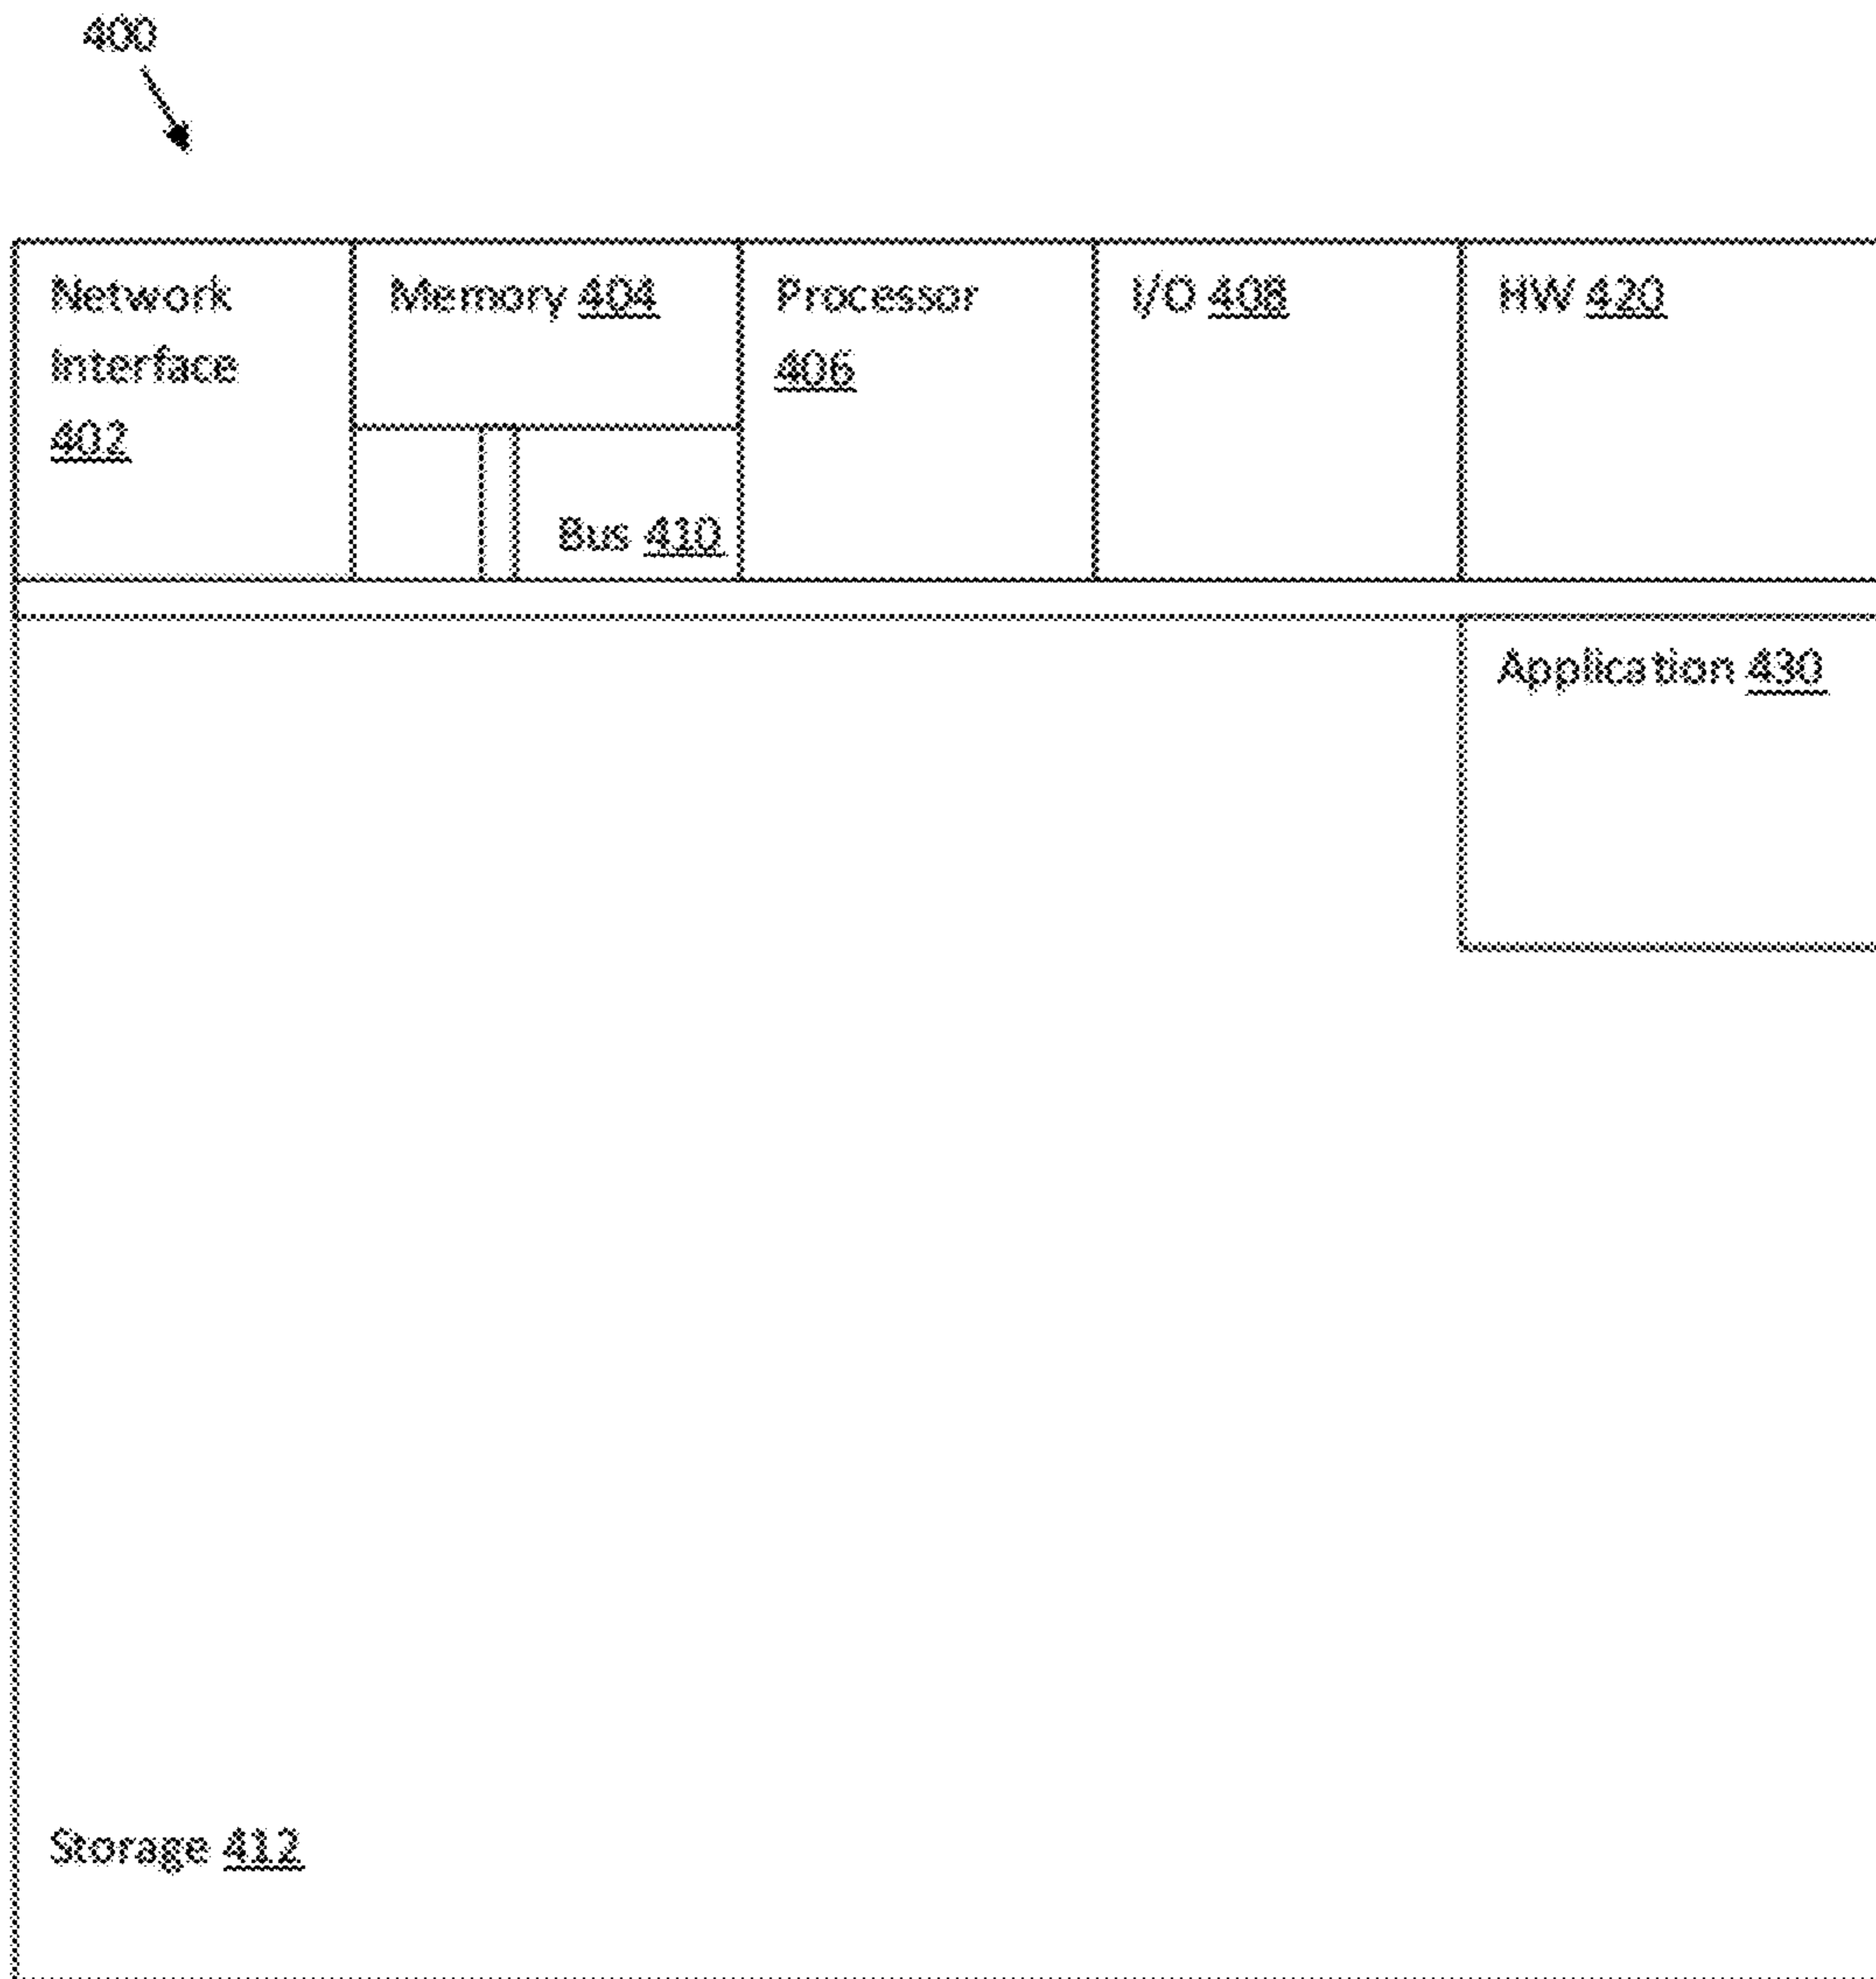 400
Network
Interface
402
Memory 404
Bus 410
Processor
406
I/O 408
HW 420
Application 430
Storage 412